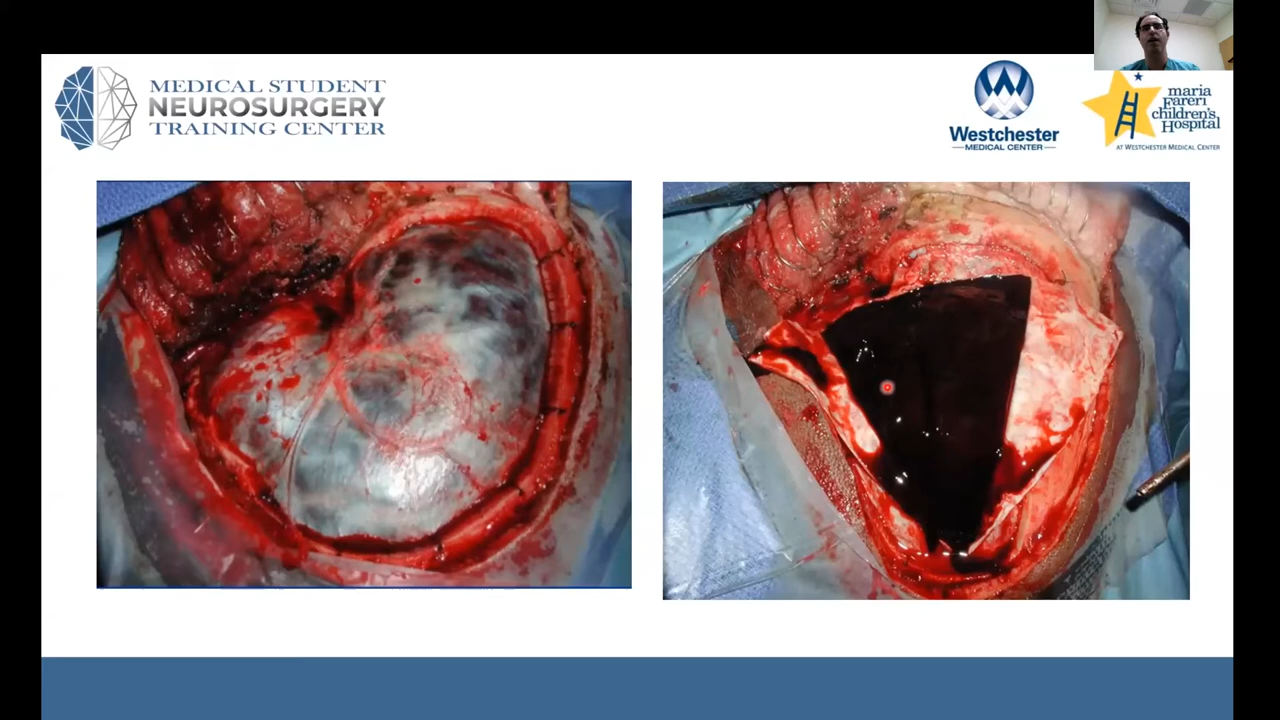 MEDICAL STUDENT
NEUROSURGERY
TRAINING CENTER
Westchester
MEDICAL CENTER
maria
Fareri
children's
Hospital
AT WESTCHESTER MEDICAL CENTER